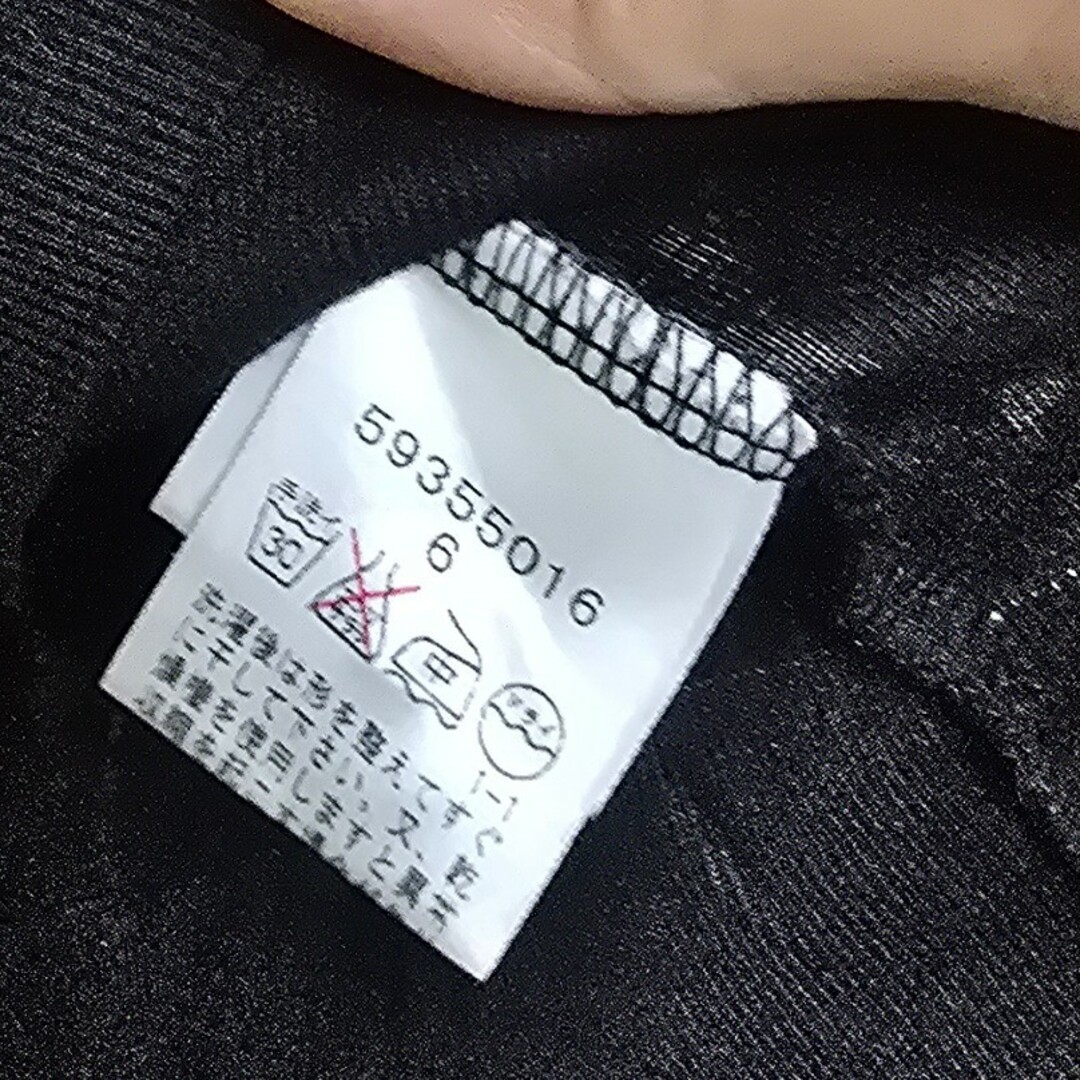 59355016
6
手洗イ 30 中 ドライ
1-1
洗濯後は形を整えてすぐ
に干して下さい。又、乾
燥機を使用しますと